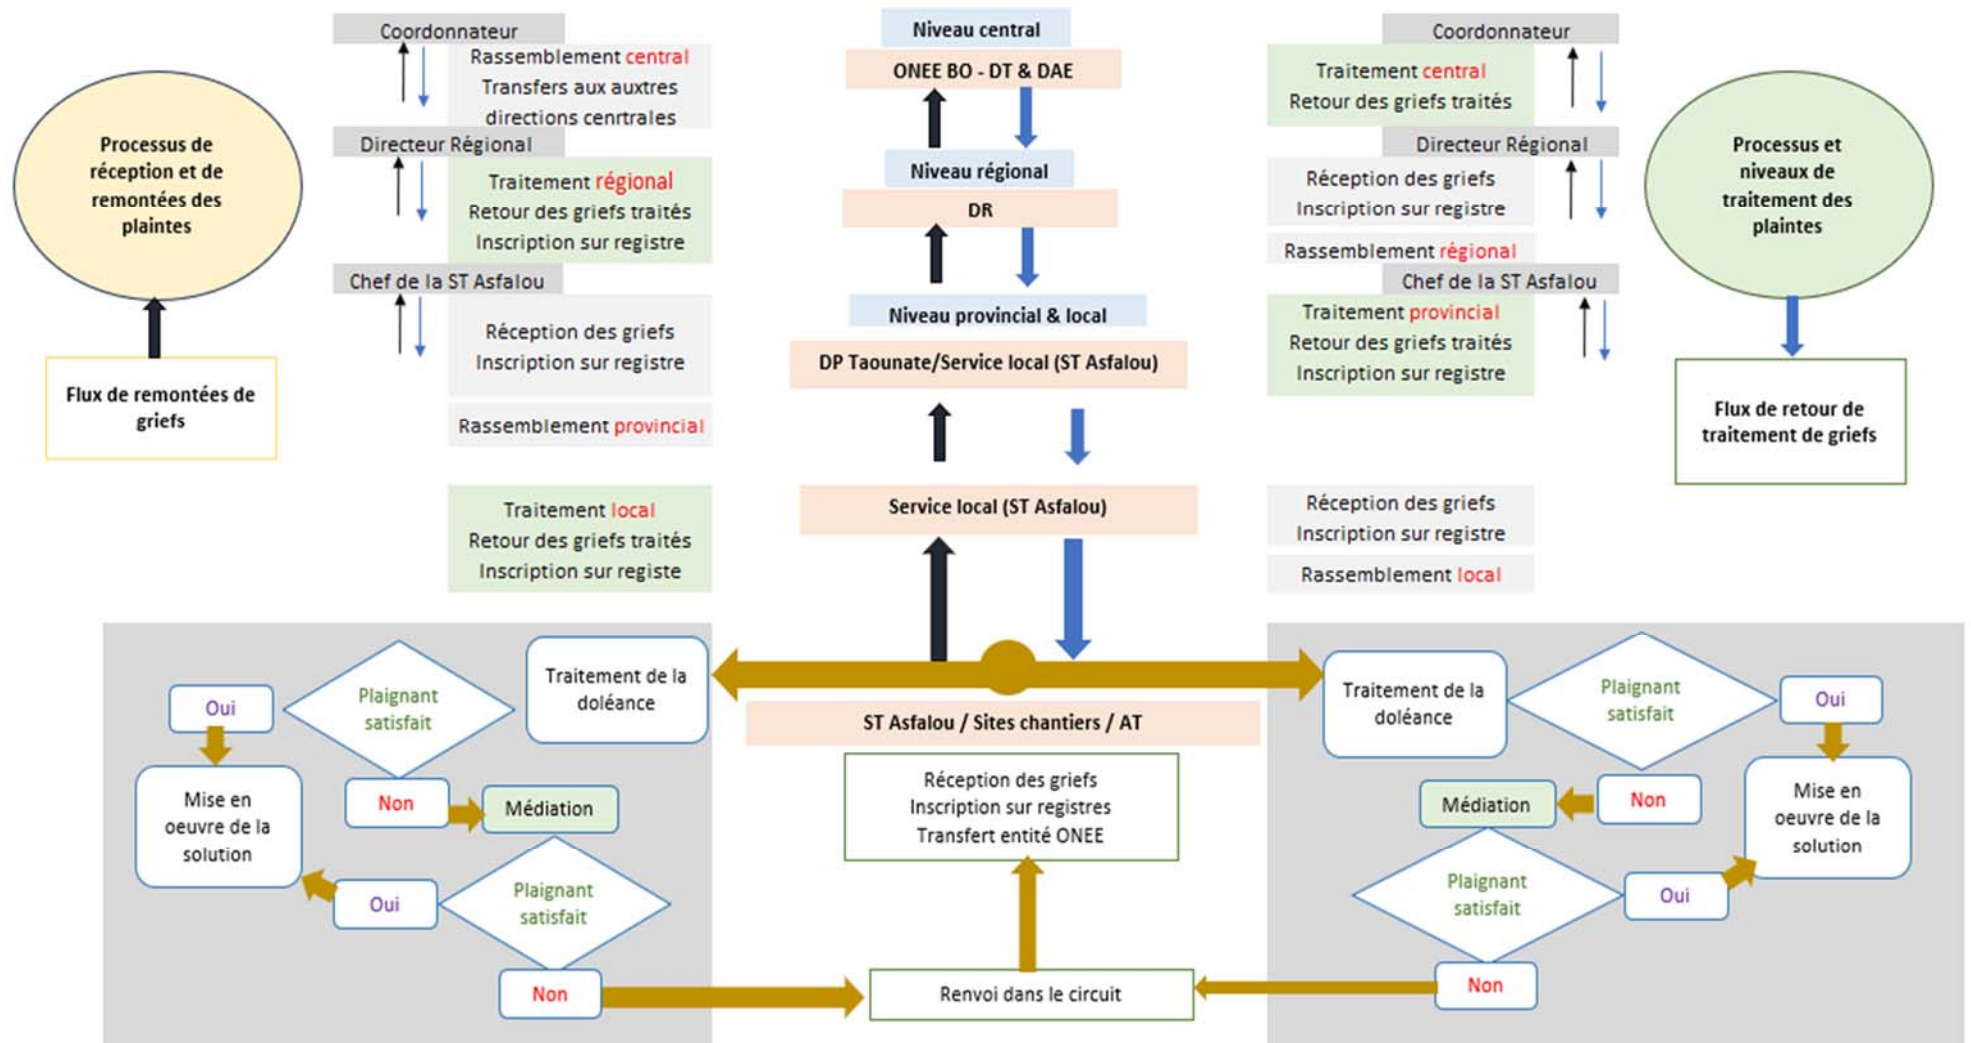 Processus de
réception et de
remontées des
plaintes
Flux de remontées de
griefs
Coordonnateur
Rassemblement central
Transfers aux auxtres
directions cenrtrales
Directeur Régional
Traitement régional
Retour des griefs traités
Inscription sur registre
Chef de la ST Asfalou
Réception des griefs
Inscription sur registre
Rassemblement provincial
Traitement local
Retour des griefs traités
Inscription sur registe
Niveau central
ONEE BO - DT & DAE
Niveau régional
DR
Niveau provincial & local
DP Taounate/Service local (ST Asfalou)
Service local (ST Asfalou)
Coordonnateur
Traitement central
Retour des griefs traités
Directeur Régional
Réception des griefs
Inscription sur registre
Rassemblement régional
Chef de la ST Asfalou
Traitement provincial
Retour des griefs traités
Inscription sur registre
Réception des griefs
Inscription sur registre
Rassemblement local
Processus et
niveaux de
traitement des
plaintes
Flux de retour de
traitement de griefs
Oui
Plaignant
satisfait
Traitement de la
doléance
Non
Médiation
Mise en
oeuvre de la
solution
Oui
Plaignant
satisfait
Non
ST Asfalou / Sites chantiers / AT
Réception des griefs
Inscription sur registres
Transfert entité ONEE
Renvoi dans le circuit
Traitement de la
doléance
Plaignant
satisfait
Oui
Médiation
Non
Mise en
oeuvre de la
solution
Plaignant
satisfait
Oui
Non